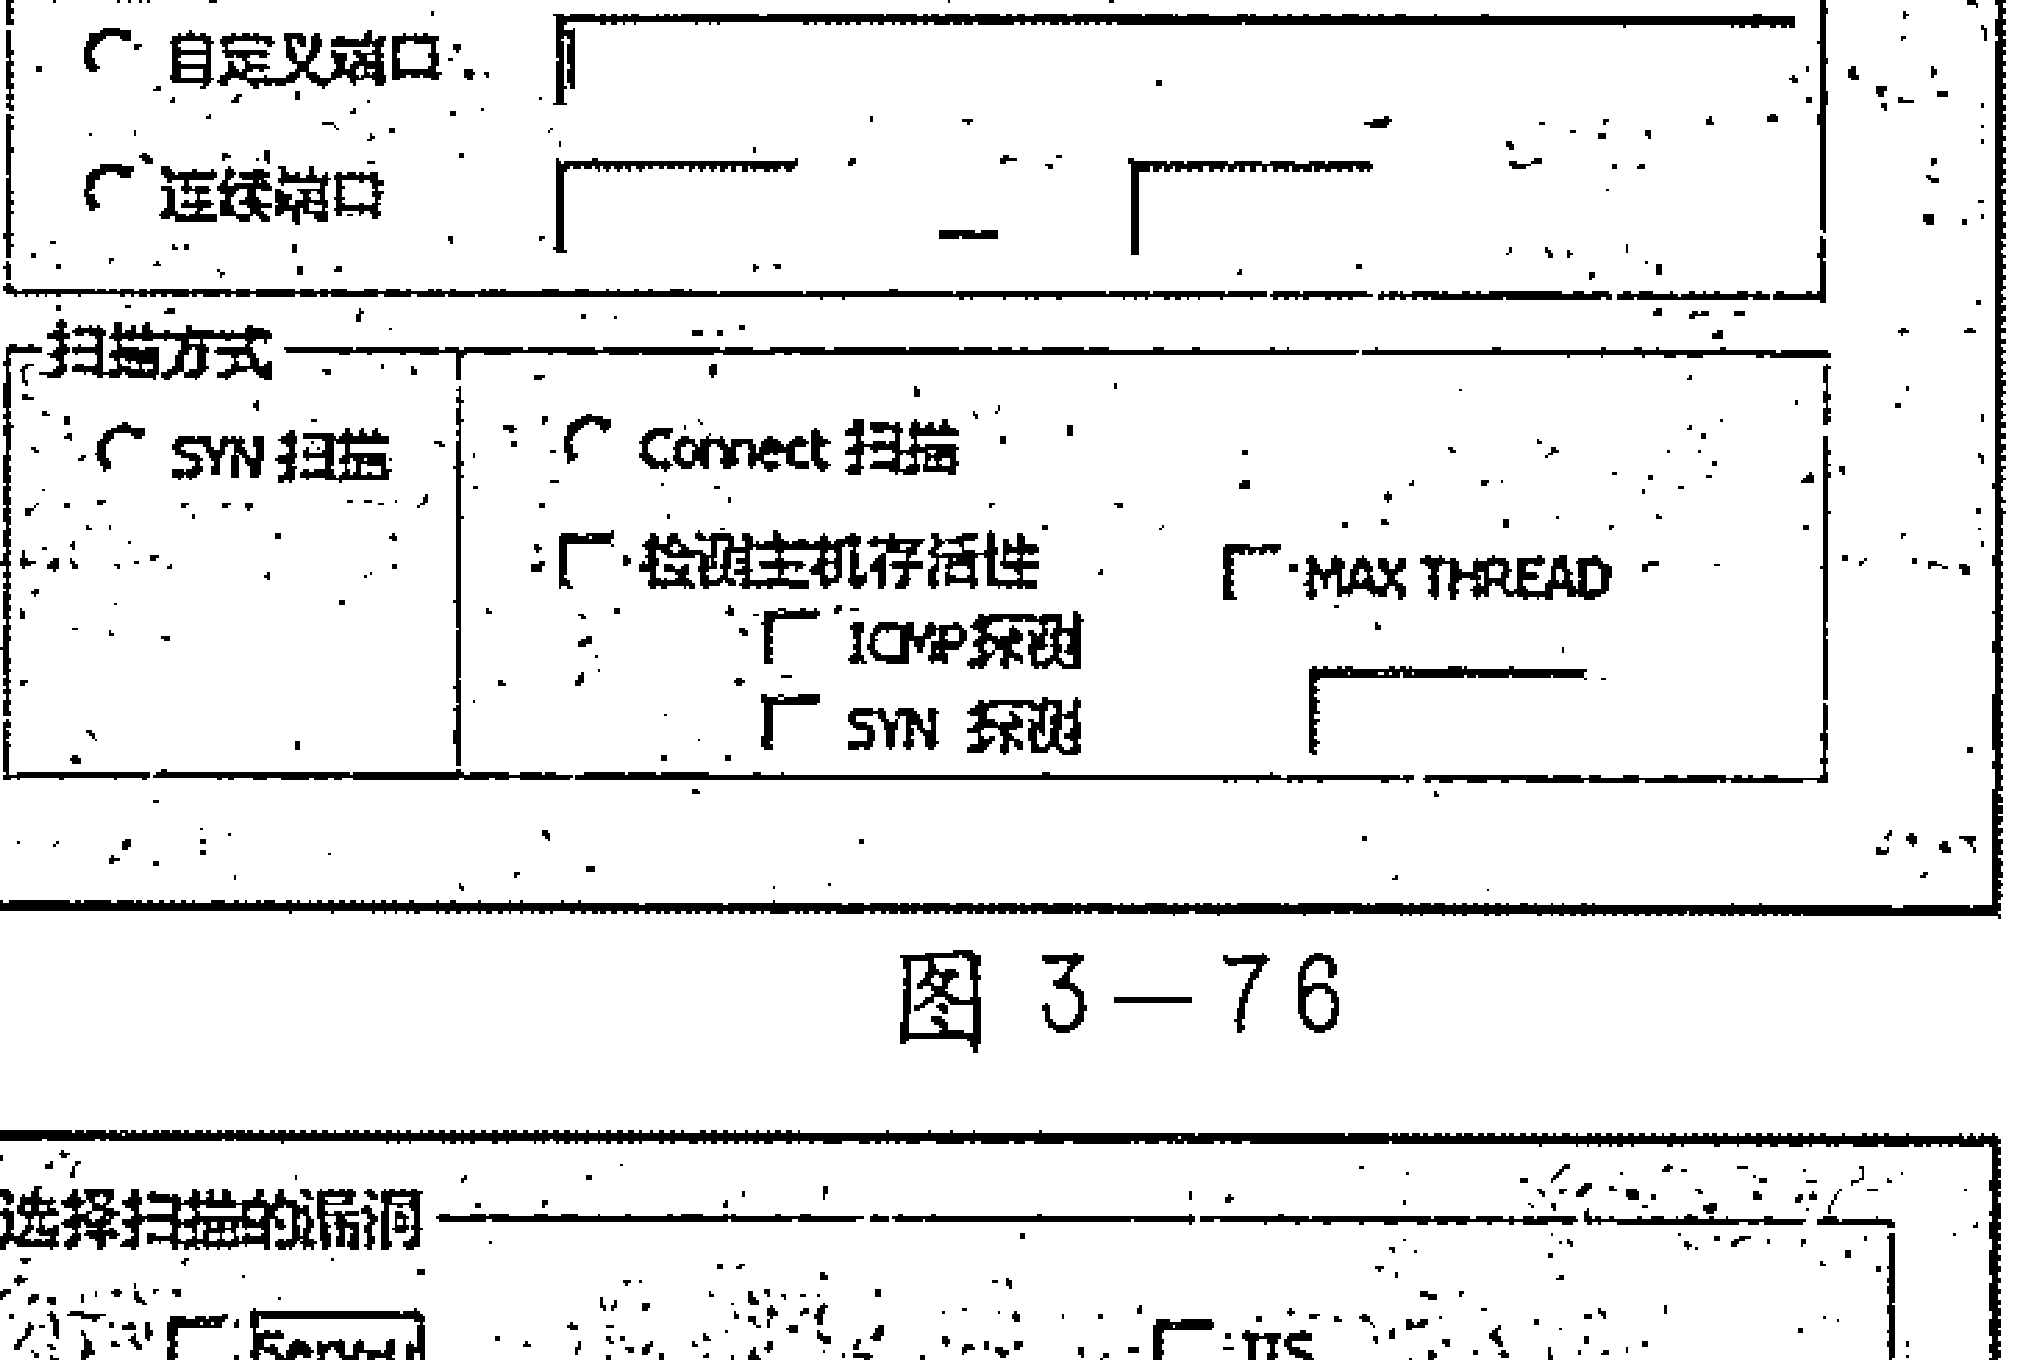 自定义端口
连续端口 —
扫描方式
SYN 扫描 Connect 扫描
检测主机存活性 MAX THREAD
ICMP探测
SYN 探测
图 3—76
选择扫描的漏洞
IIS